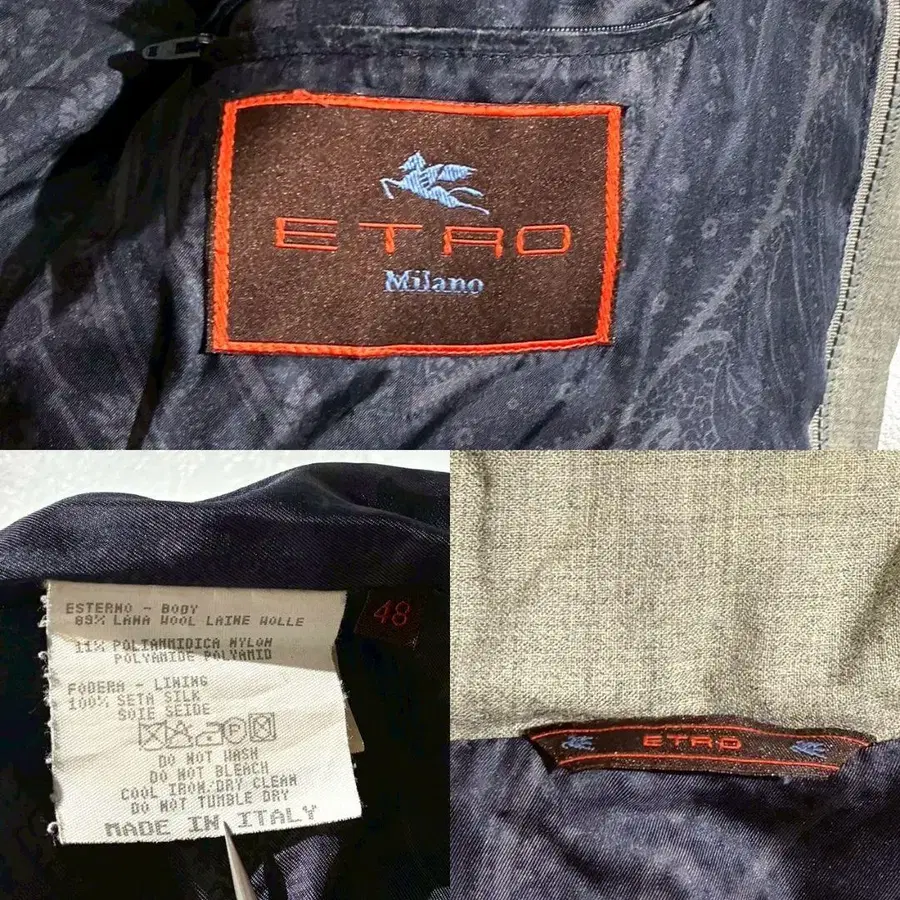 ETRO
Milano
ESTERNO - BODY
89% LANA WOOL LAINE WOLLE
11% POLIAMMIDICA NYLON
POLYAMIDE POLYAMID
FODERA - LINING
100% SETA SILK
SOIE SEIDE
DO NOT WASH
DO NOT BLEACH
COOL IRON/DRY CLEAN
DO NOT TUMBLE DRY
MADE IN ITALY
48
ETRO